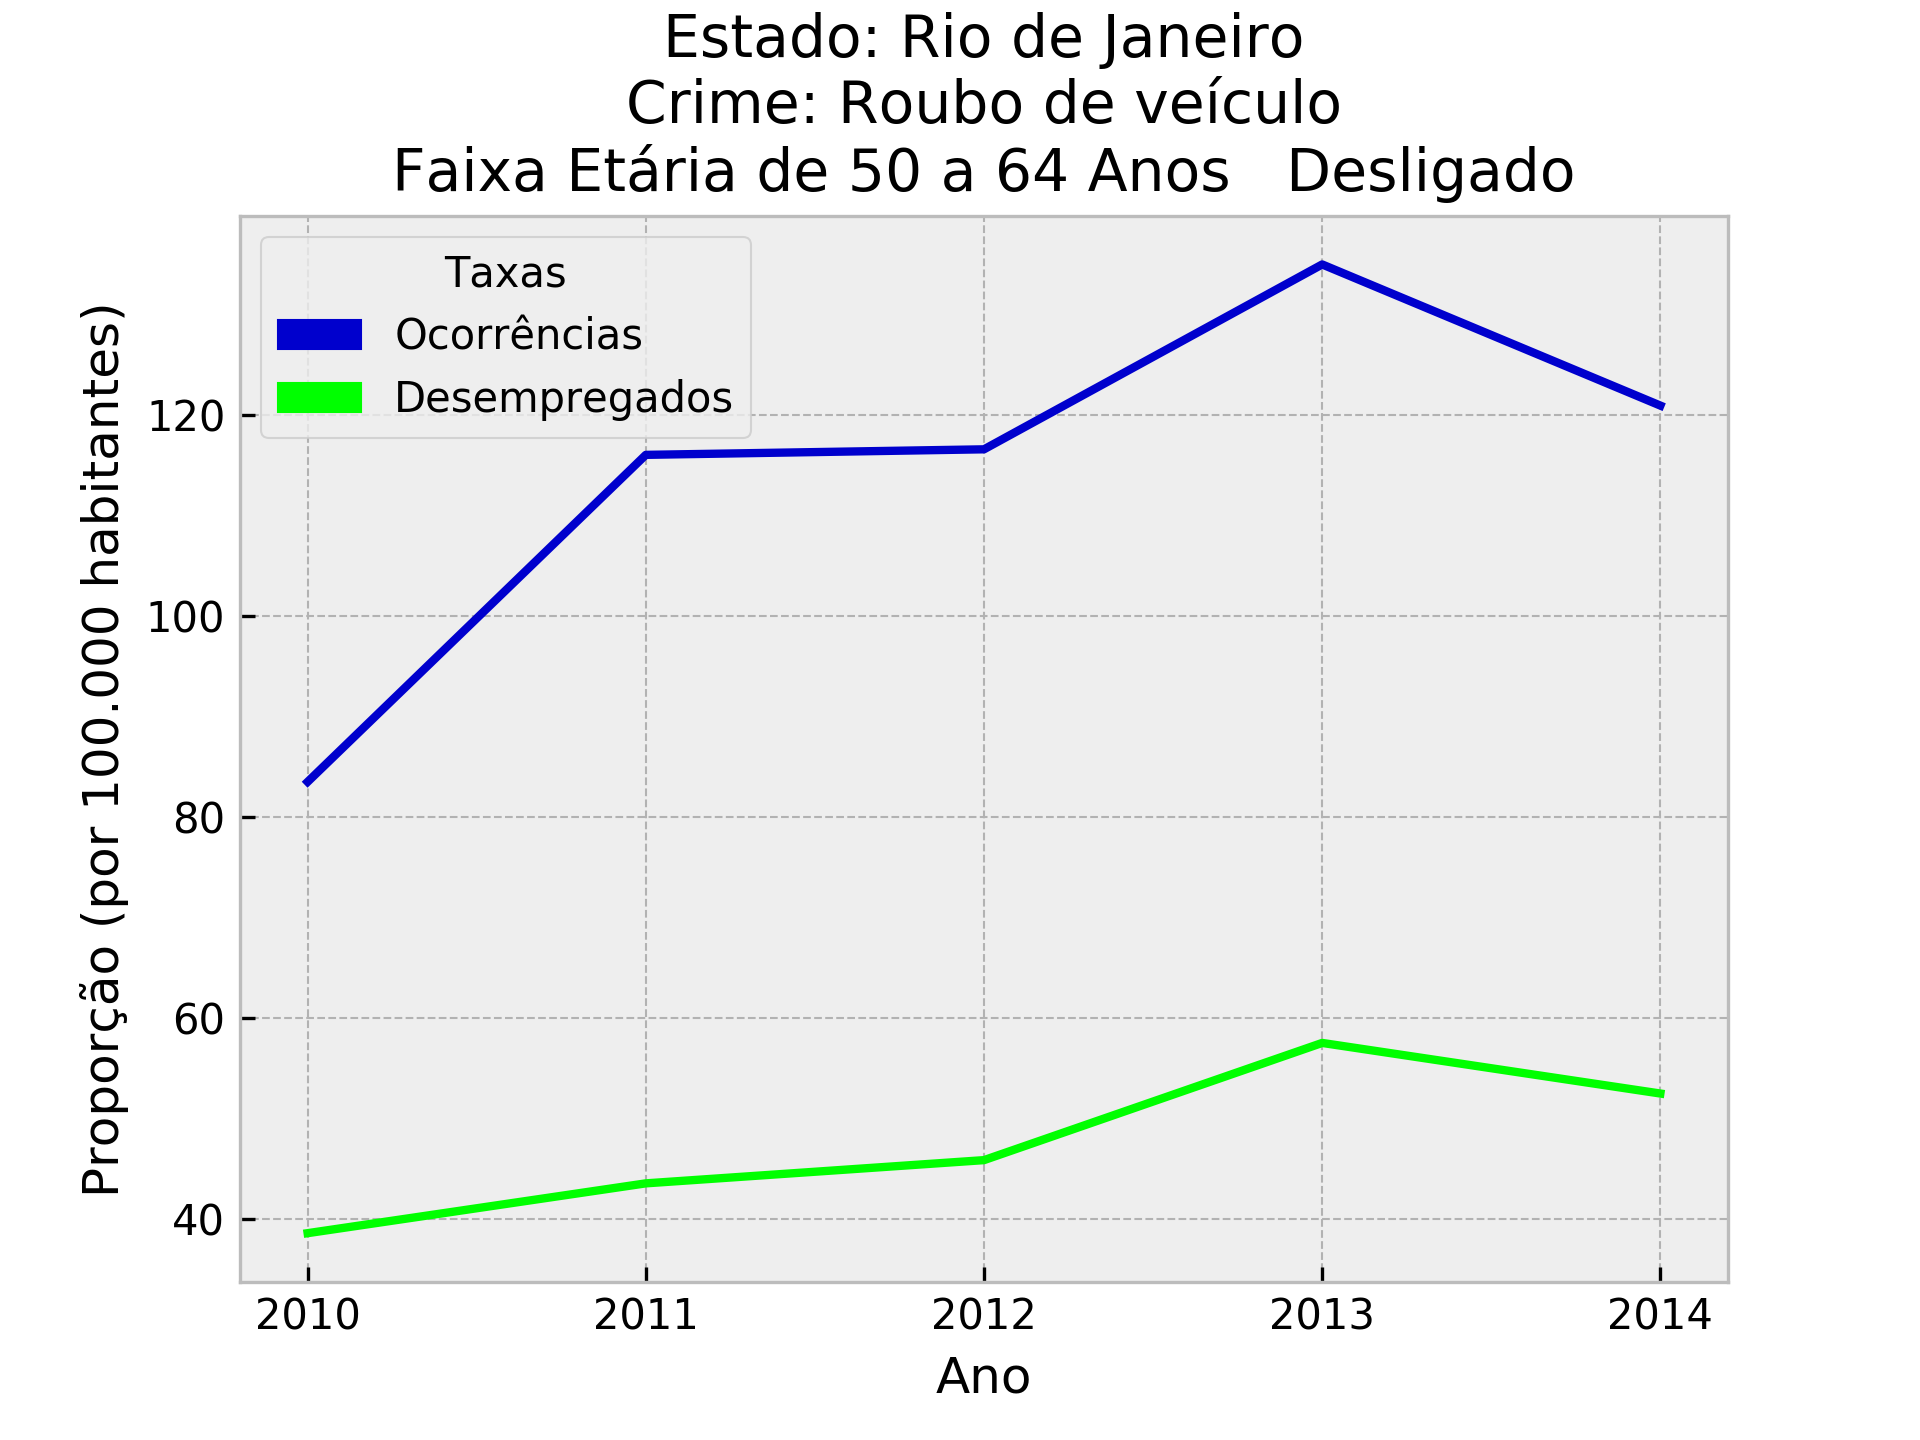 Estado: Rio de Janeiro
Crime: Roubo de veículo
Faixa Etária de 50 a 64 Anos   Desligado
Taxas
Ocorrências
Desempregados
Proporção (por 100.000 habitantes)
120
100
80
60
40
2010 2011 2012 2013 2014
Ano